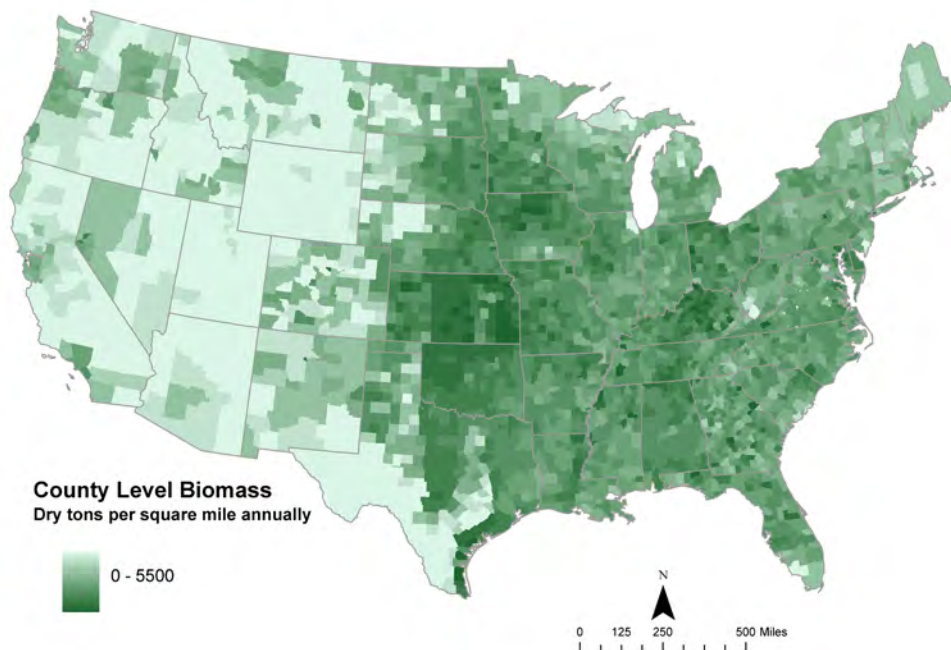 County Level Biomass
Dry tons per square mile annually
0 - 5500
N
0 125 250 500 Miles